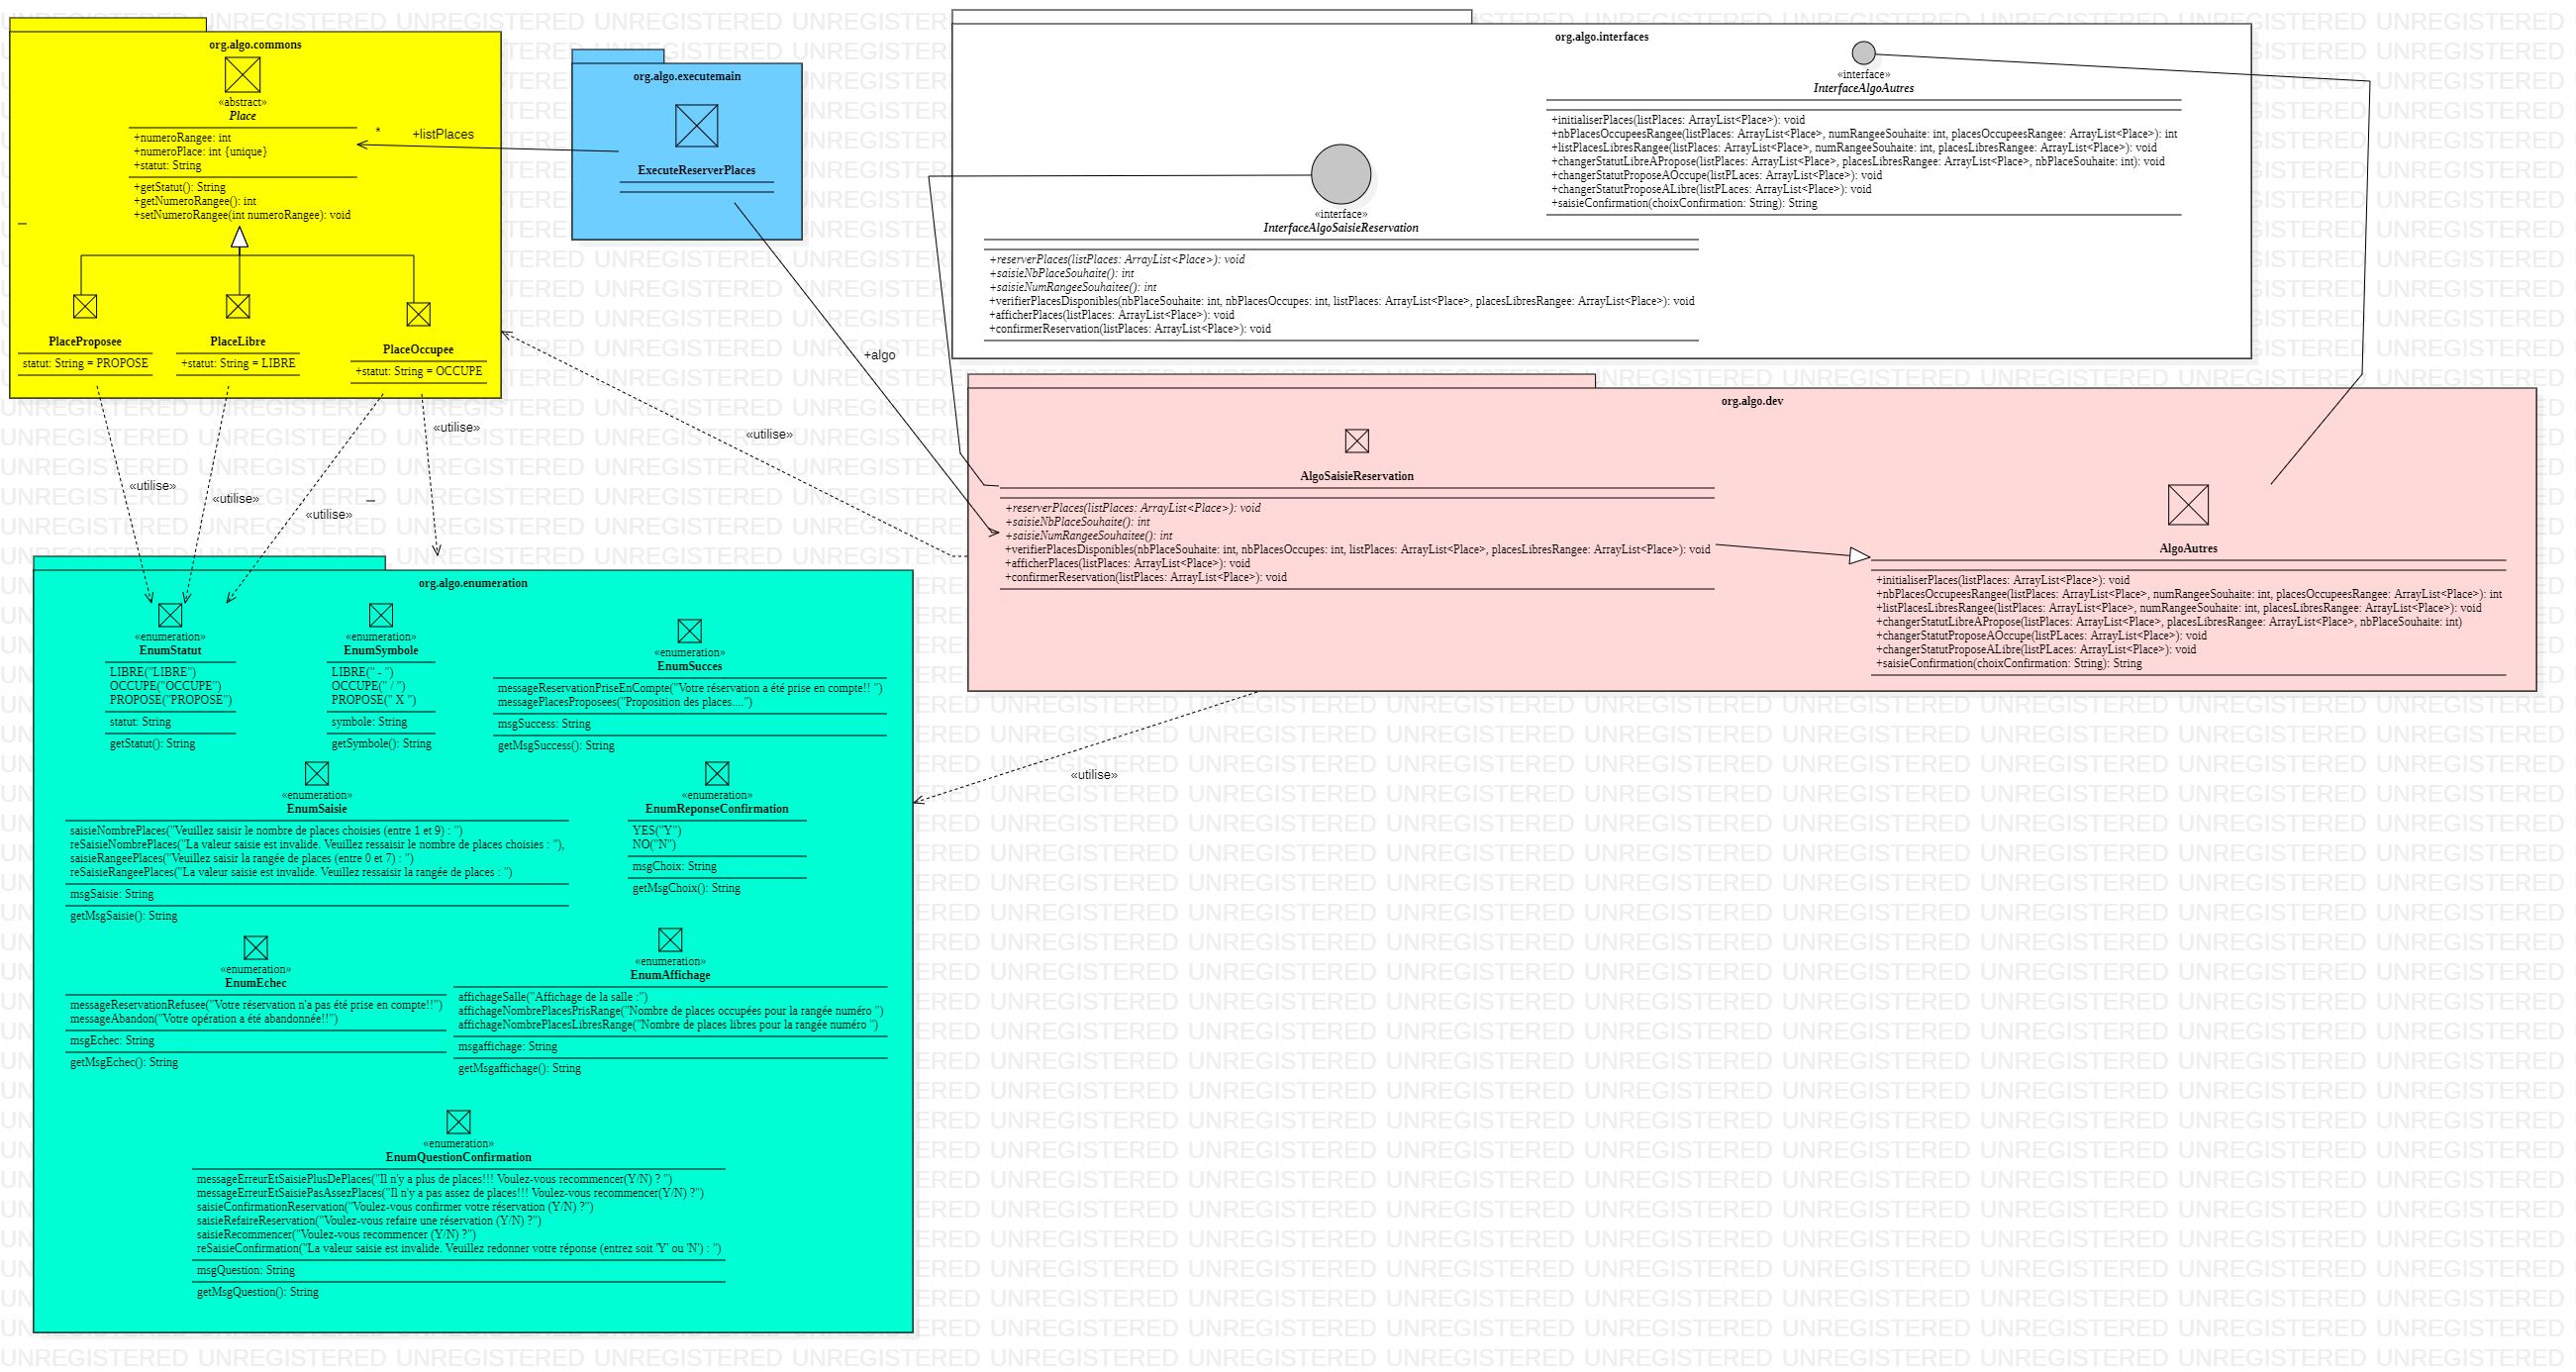 org.algo.commons
«abstract»
Place
+numeroRangee: int
+numeroPlace: int {unique}
+statut: String
+getStatut(): String
+getNumeroRangee(): int
+setNumeroRangee(int numeroRangee): void
PlaceProposee
statut: String = PROPOSE
PlaceLibre
+statut: String = LIBRE
PlaceOccupee
+statut: String = OCCUPE
*
+listPlaces
org.algo.executemain
ExecuteReserverPlaces
+algo
org.algo.interfaces
«interface»
InterfaceAlgoSaisieReservation
+reserverPlaces(listPlaces: ArrayList<Place>): void
+saisieNbPlaceSouhaite(): int
+saisieNumRangeeSouhaitee(): int
+verifierPlacesDisponibles(nbPlaceSouhaite: int, nbPlacesOccupes: int, listPlaces: ArrayList<Place>, placesLibresRangee: ArrayList<Place>): void
+afficherPlaces(listPlaces: ArrayList<Place>): void
+confirmerReservation(listPlaces: ArrayList<Place>): void
«interface»
InterfaceAlgoAutres
+initialiserPlaces(listPlaces: ArrayList<Place>): void
+nbPlacesOccupeesRangee(listPlaces: ArrayList<Place>, numRangeeSouhaite: int, placesOccupeesRangee: ArrayList<Place>): int
+listPlacesLibresRangee(listPlaces: ArrayList<Place>, numRangeeSouhaite: int, placesLibresRangee: ArrayList<Place>): void
+changerStatutLibreAPropose(listPlaces: ArrayList<Place>, placesLibresRangee: ArrayList<Place>, nbPlaceSouhaite: int): void
+changerStatutProposeAOccupe(listPLaces: ArrayList<Place>): void
+changerStatutProposeALibre(listPLaces: ArrayList<Place>): void
+saisieConfirmation(choixConfirmation: String): String
org.algo.dev
AlgoSaisieReservation
+reserverPlaces(listPlaces: ArrayList<Place>): void
+saisieNbPlaceSouhaite(): int
+saisieNumRangeeSouhaitee(): int
+verifierPlacesDisponibles(nbPlaceSouhaite: int, nbPlacesOccupes: int, listPlaces: ArrayList<Place>, placesLibresRangee: ArrayList<Place>): void
+afficherPlaces(listPlaces: ArrayList<Place>): void
+confirmerReservation(listPlaces: ArrayList<Place>): void
AlgoAutres
+initialiserPlaces(listPlaces: ArrayList<Place>): void
+nbPlacesOccupeesRangee(listPlaces: ArrayList<Place>, numRangeeSouhaite: int, placesOccupeesRangee: ArrayList<Place>): int
+listPlacesLibresRangee(listPlaces: ArrayList<Place>, numRangeeSouhaite: int, placesLibresRangee: ArrayList<Place>): void
+changerStatutLibreAPropose(listPlaces: ArrayList<Place>, placesLibresRangee: ArrayList<Place>, nbPlaceSouhaite: int)
+changerStatutProposeAOccupe(listPLaces: ArrayList<Place>): void
+changerStatutProposeALibre(listPLaces: ArrayList<Place>): void
+saisieConfirmation(choixConfirmation: String): String
«utilise»
«utilise»
«utilise»
«utilise»
«utilise»
«utilise»
org.algo.enumeration
«enumeration»
EnumStatut
LIBRE("LIBRE")
OCCUPE("OCCUPE")
PROPOSE("PROPOSE")
statut: String
getStatut(): String
«enumeration»
EnumSymbole
LIBRE(" - ")
OCCUPE(" / ")
PROPOSE(" X ")
symbole: String
getSymbole(): String
«enumeration»
EnumSucces
messageReservationPriseEnCompte("Votre réservation a été prise en compte!! ")
messagePlacesProposees("Proposition des places....")
msgSuccess: String
getMsgSuccess(): String
«enumeration»
EnumSaisie
saisieNombrePlaces("Veuillez saisir le nombre de places choisies (entre 1 et 9) : ")
reSaisieNombrePlaces("La valeur saisie est invalide. Veuillez ressaisir le nombre de places choisies : "),
saisieRangeePlaces("Veuillez saisir la rangée de places (entre 0 et 7) : ")
reSaisieRangeePlaces("La valeur saisie est invalide. Veuillez ressaisir la rangée de places : ")
msgSaisie: String
getMsgSaisie(): String
«enumeration»
EnumReponseConfirmation
YES("Y")
NO("N")
msgChoix: String
getMsgChoix(): String
«enumeration»
EnumEchec
messageReservationRefusee("Votre réservation n'a pas été prise en compte!!")
messageAbandon("Votre opération a été abandonnée!!")
msgEchec: String
getMsgEchec(): String
«enumeration»
EnumAffichage
affichageSalle("Affichage de la salle :")
affichageNombrePlacesPrisRange("Nombre de places occupées pour la rangée numéro ")
affichageNombrePlacesLibresRange("Nombre de places libres pour la rangée numéro ")
msgaffichage: String
getMsgaffichage(): String
«enumeration»
EnumQuestionConfirmation
messageErreurEtSaisiePlusDePlaces("Il n'y a plus de places!!! Voulez-vous recommencer(Y/N) ? ")
messageErreurEtSaisiePasAssezPlaces("Il n'y a pas assez de places!!! Voulez-vous recommencer(Y/N) ?")
saisieConfirmationReservation("Voulez-vous confirmer votre réservation (Y/N) ?")
saisieRefaireReservation("Voulez-vous refaire une réservation (Y/N) ?")
saisieRecommencer("Voulez-vous recommencer (Y/N) ?")
reSaisieConfirmation("La valeur saisie est invalide. Veuillez redonner votre réponse (entrez soit 'Y' ou 'N') : ")
msgQuestion: String
getMsgQuestion(): String